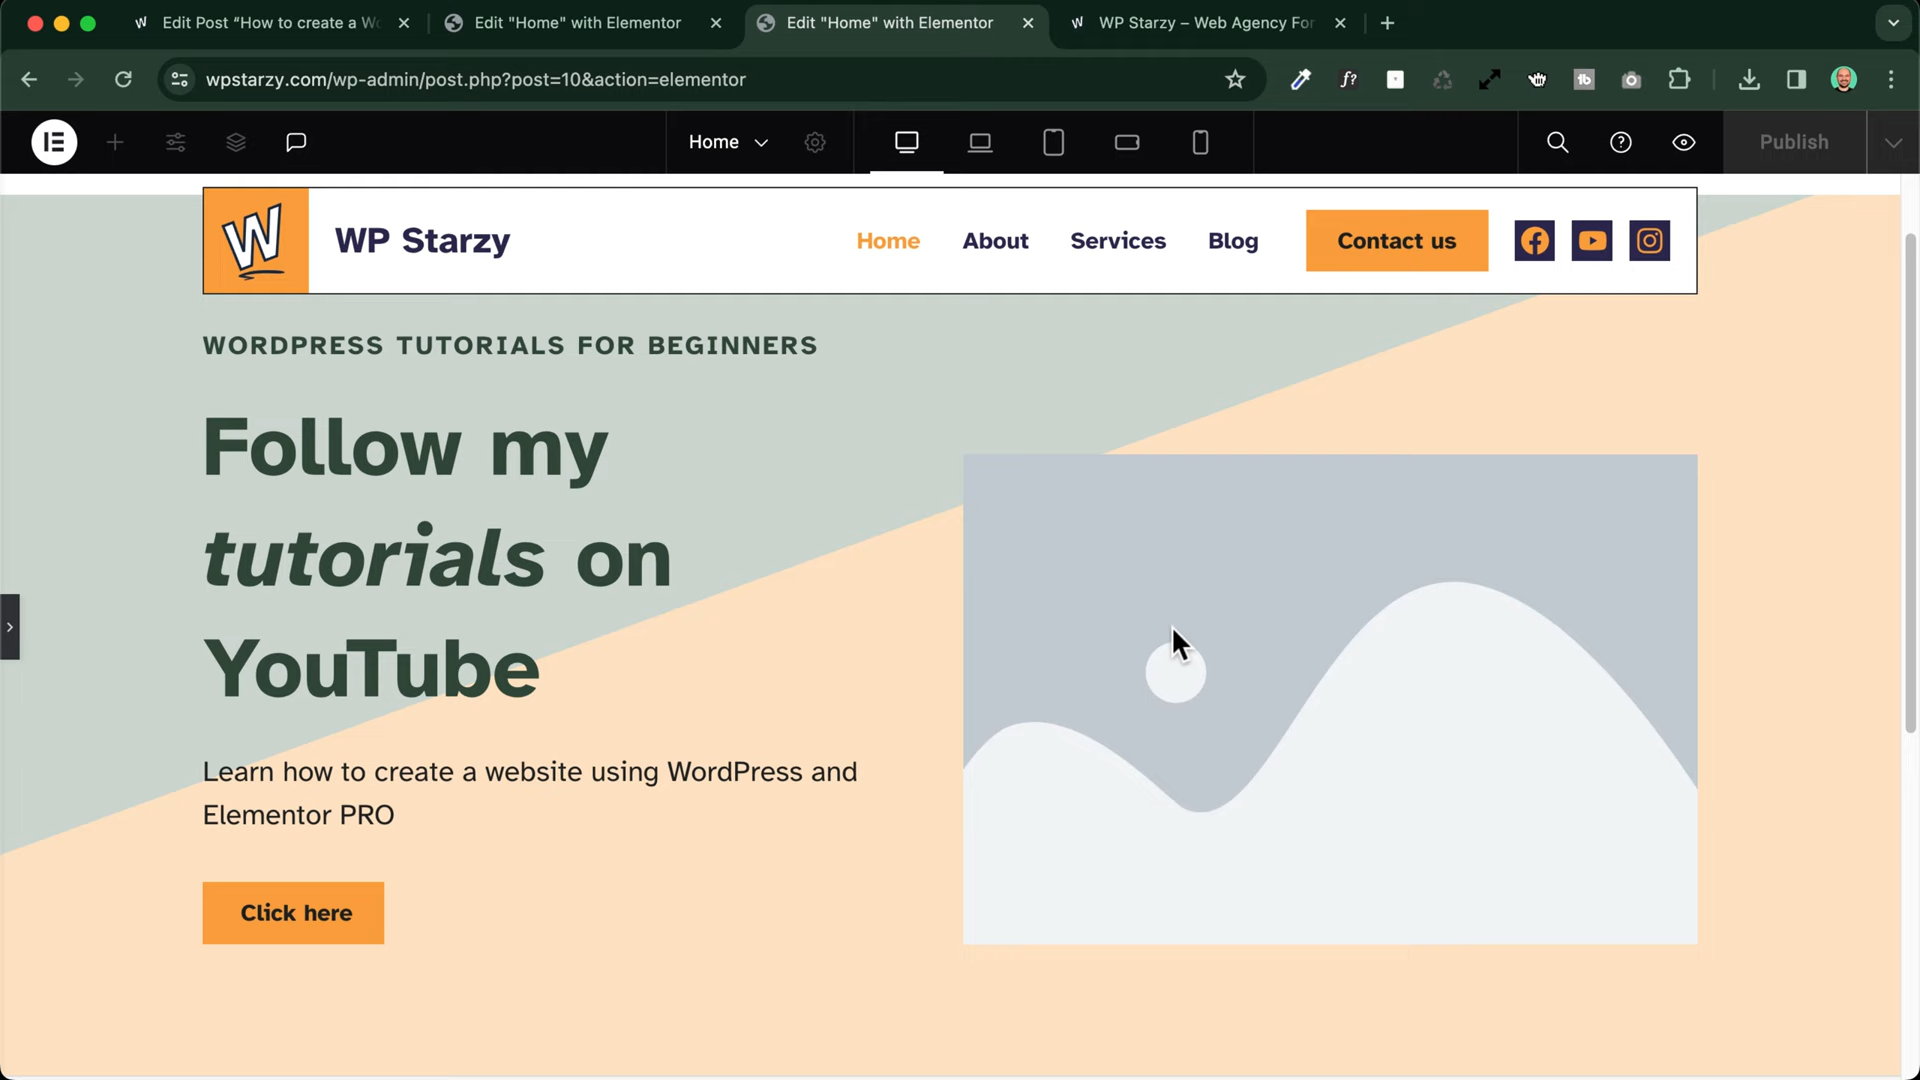 Edit Post “How to create a Wo
Edit "Home" with Elementor
Edit "Home" with Elementor
WP Starzy – Web Agency For
wpstarzy.com/wp-admin/post.php?post=10&action=elementor
f?
tb
Home
Publish
W
WP Starzy
Home
About
Services
Blog
Contact us
WORDPRESS TUTORIALS FOR BEGINNERS
Follow my
tutorials on
YouTube
Learn how to create a website using WordPress and
Elementor PRO
Click here